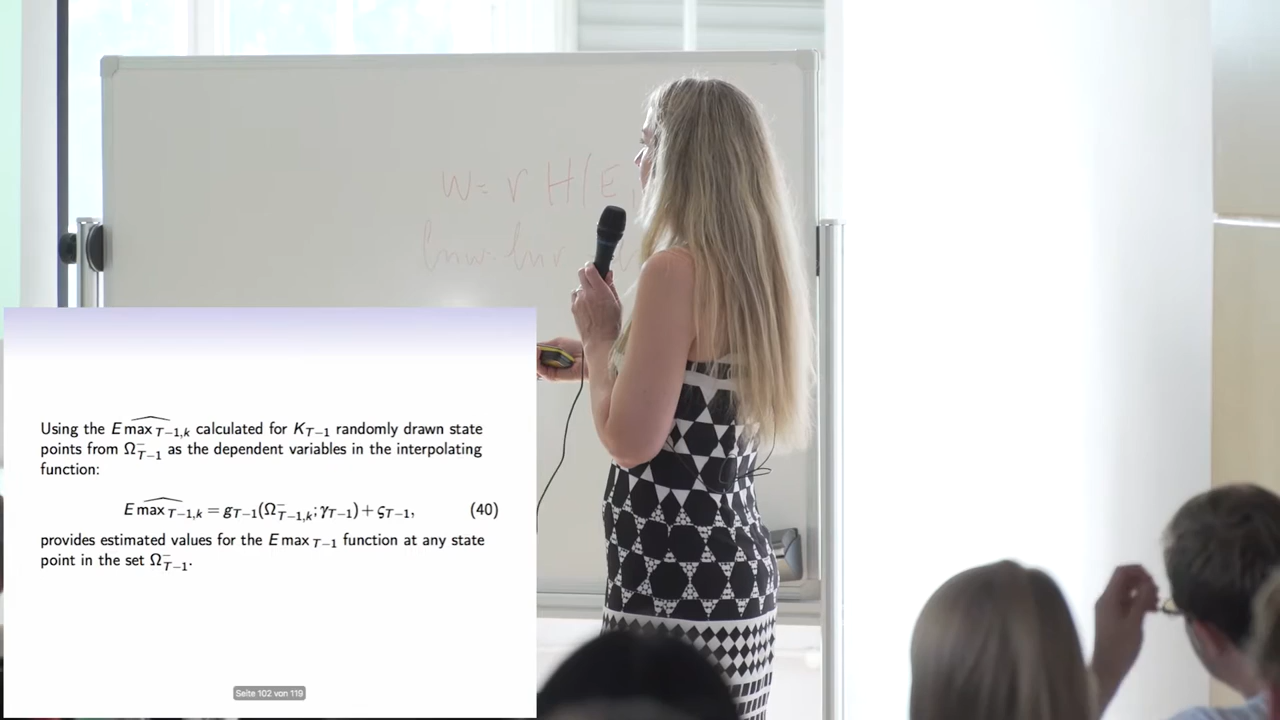 w = r H(E,
lnw = lnr
Using the E max͡_{T−1,k} calculated for K_{T−1} randomly drawn state
points from Ω⁻_{T−1} as the dependent variables in the interpolating
function:
E max͡_{T−1,k} = g_{T−1}(Ω⁻_{T−1,k}; γ_{T−1}) + ς_{T−1}, (40)
provides estimated values for the E max_{T−1} function at any state
point in the set Ω⁻_{T−1}.
Seite 102 von 119